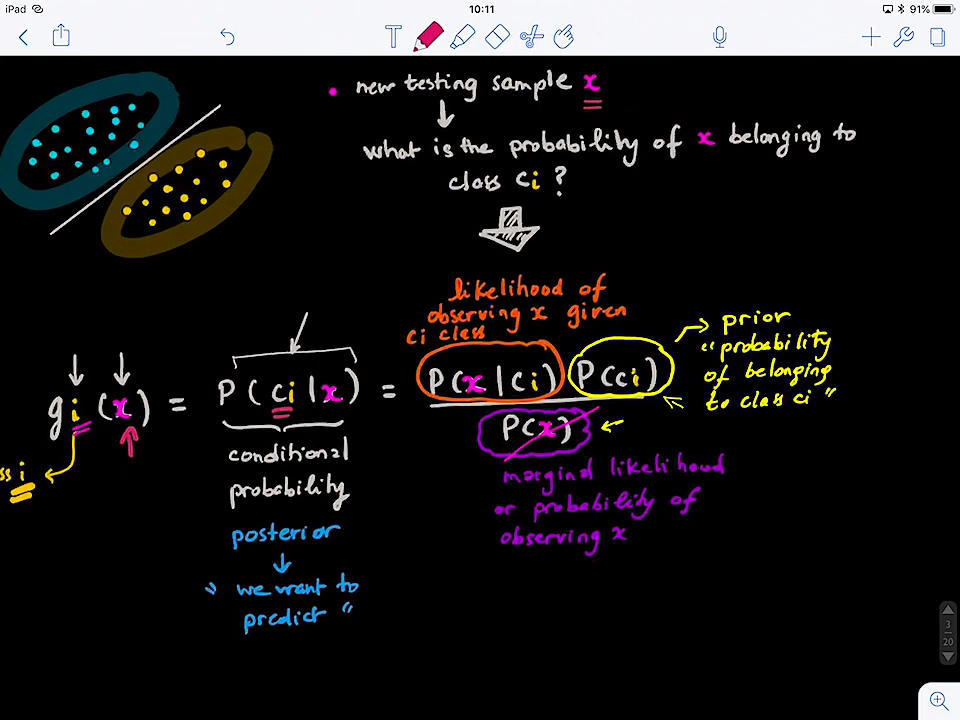 iPad
10:11
91%
• new testing sample x
what is the probability of x belonging to
class ci ?
likelihood of
observing x given
ci class
gi (x) = P(ci|x) = P(x|ci) P(ci)
P(x)
prior
"probability
of belonging
to class ci"
ss i
conditional
probability
posterior
"we want to
predict"
marginal likelihood
or probability of
observing x
3
20